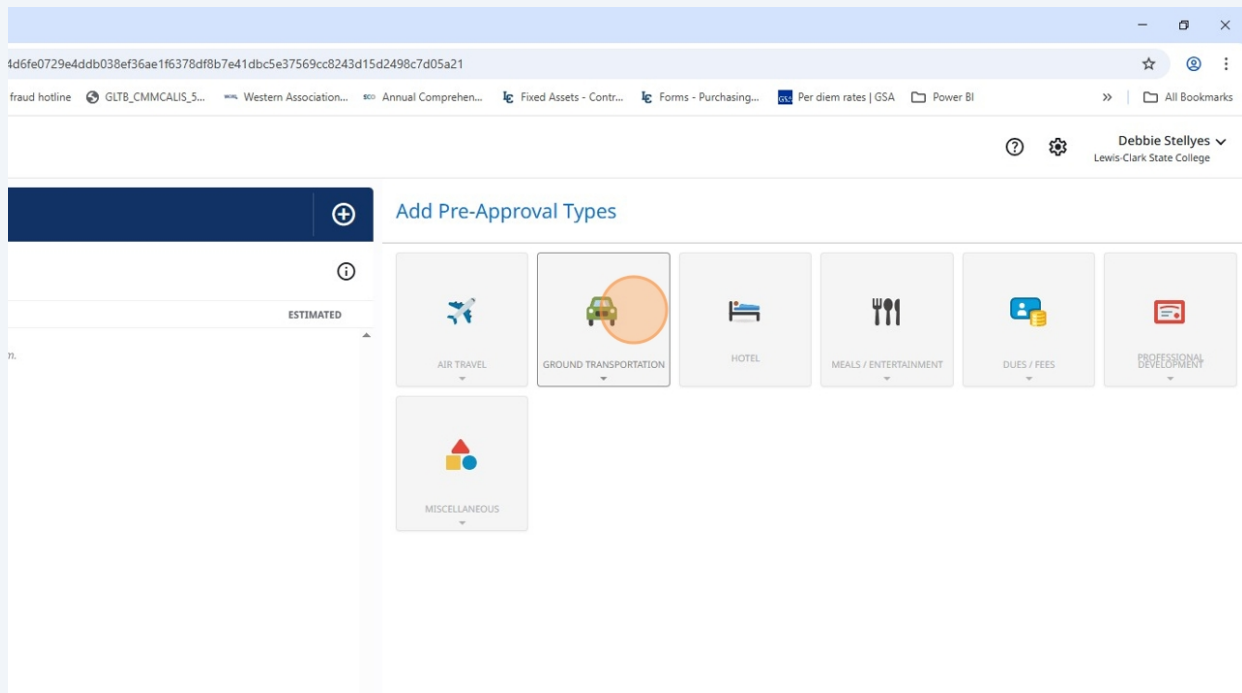 4d6fe0729e4ddb038ef36ae1f6378df8b7e41dbc5e37569cc8243d15d2498c7d05a21
fraud hotline GLTB_CMMCALIS_5... Western Association... Annual Comprehen... Fixed Assets - Contr... Forms - Purchasing... Per diem rates | GSA Power BI » All Bookmarks
Debbie Stellyes
Lewis-Clark State College
Add Pre-Approval Types
ESTIMATED
m.
AIR TRAVEL
GROUND TRANSPORTATION
HOTEL
MEALS / ENTERTAINMENT
DUES / FEES
PROFESSIONAL
DEVELOPMENT
MISCELLANEOUS